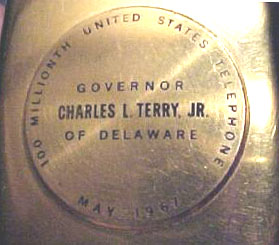 100 MILLIONTH UNITED STATES TELEPHONE
GOVERNOR
CHARLES L. TERRY, JR.
OF DELAWARE
MAY 1967